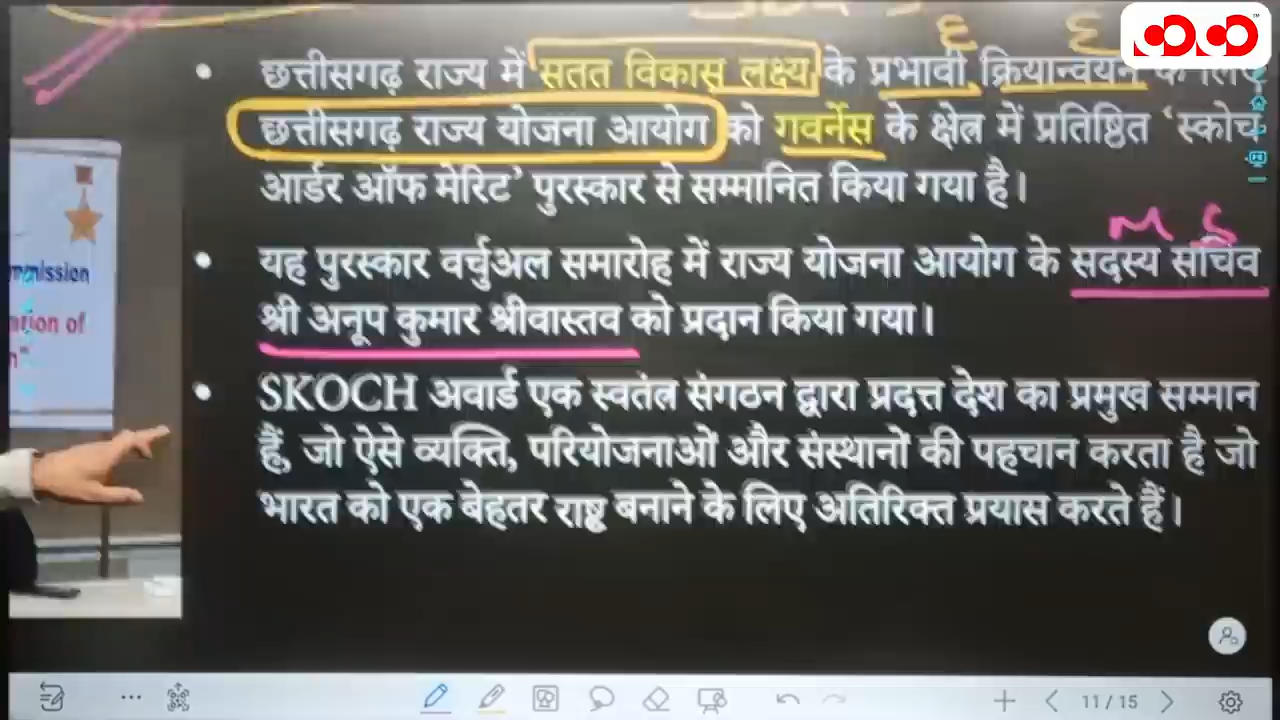 छत्तीसगढ़ राज्य में सतत विकास लक्ष्य के प्रभावी क्रियान्वयन के लिए
छत्तीसगढ़ राज्य योजना आयोग को गवर्नेस के क्षेत्र में प्रतिष्ठित ‘स्कोच
आर्डर ऑफ मेरिट’ पुरस्कार से सम्मानित किया गया है।
M S
यह पुरस्कार वर्चुअल समारोह में राज्य योजना आयोग के सदस्य सचिव
श्री अनूप कुमार श्रीवास्तव को प्रदान किया गया।
SKOCH अवार्ड एक स्वतंत्र संगठन द्वारा प्रदत्त देश का प्रमुख सम्मान
हैं, जो ऐसे व्यक्ति, परियोजनाओं और संस्थानों की पहचान करता है जो
भारत को एक बेहतर राष्ट्र बनाने के लिए अतिरिक्त प्रयास करते हैं।
of
11 / 15